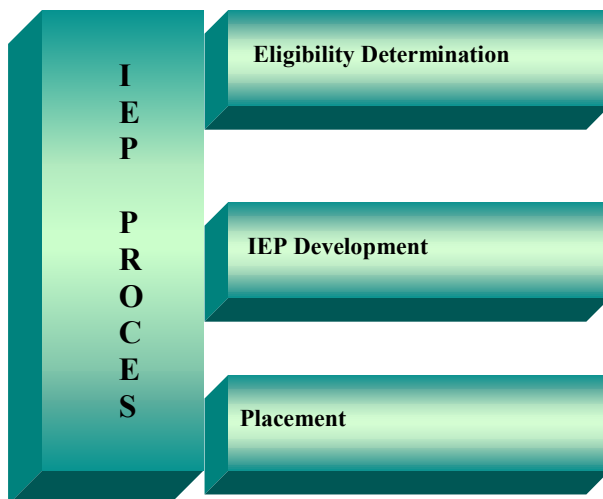 I
E
P
P
R
O
C
E
S
Eligibility Determination
IEP Development
Placement